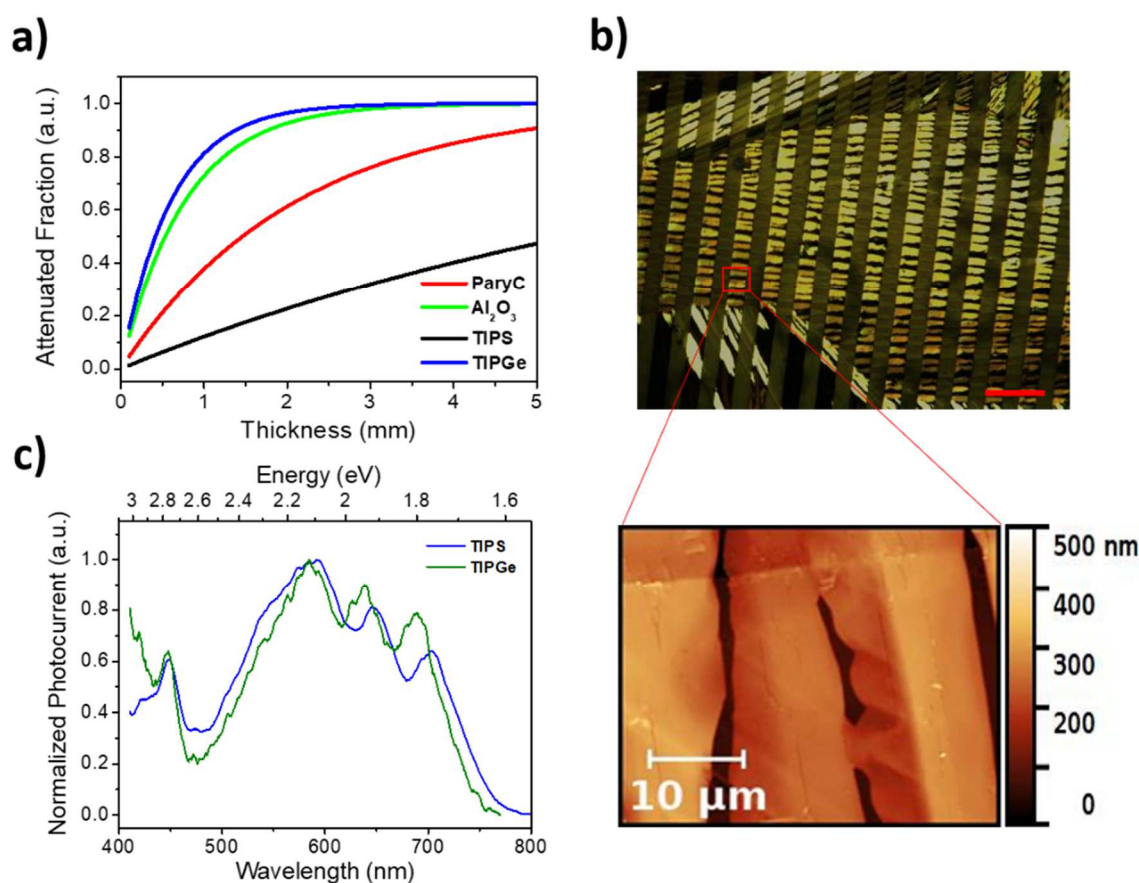 a)
Attenuated Fraction (a.u.)
1.0
0.8
0.6
0.4
0.2
0.0
ParyC
Al₂O₃
TIPS
TIPGe
0 1 2 3 4 5
Thickness (mm)
b)
500 nm
400
300
200
0
10 μm
c)
Energy (eV)
3 2.8 2.6 2.4 2.2 2 1.8 1.6
Normalized Photocurrent (a.u.)
1.0
0.8
0.6
0.4
0.2
0.0
TIPS
TIPGe
400 500 600 700 800
Wavelength (nm)